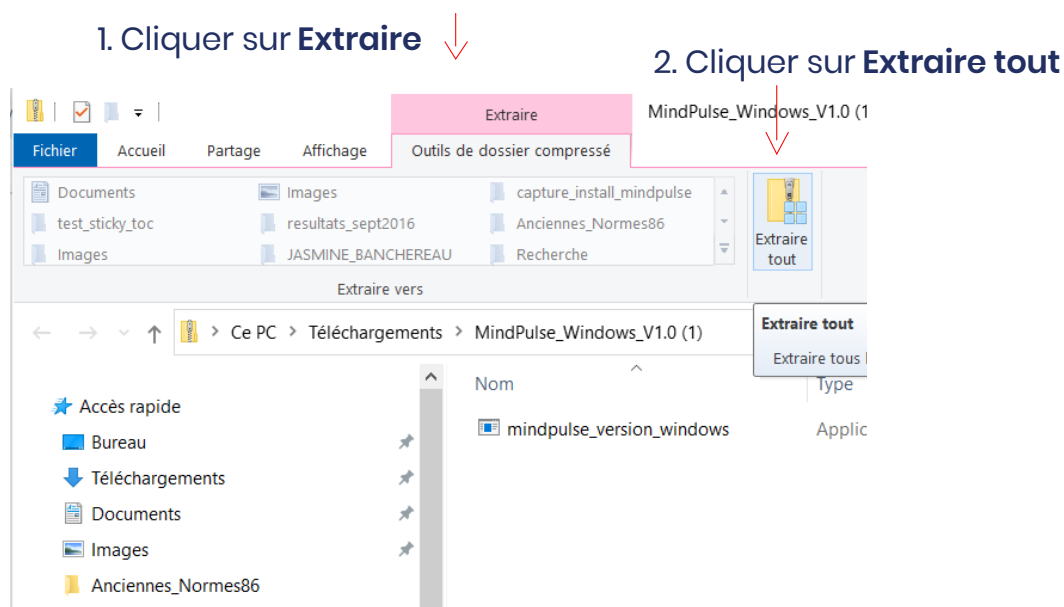 1. Cliquer sur Extraire
2. Cliquer sur Extraire tout
Extraire
MindPulse_Windows_V1.0 (1
Fichier Accueil Partage Affichage Outils de dossier compressé
Documents Images capture_install_mindpulse
test_sticky_toc resultats_sept2016 Anciennes_Normes86
Images JASMINE_BANCHEREAU Recherche
Extraire
tout
Extraire vers
Ce PC > Téléchargements > MindPulse_Windows_V1.0 (1)
Extraire tout
Extraire tous
Nom Type
Accès rapide
mindpulse_version_windows Applic
Bureau
Téléchargements
Documents
Images
Anciennes_Normes86